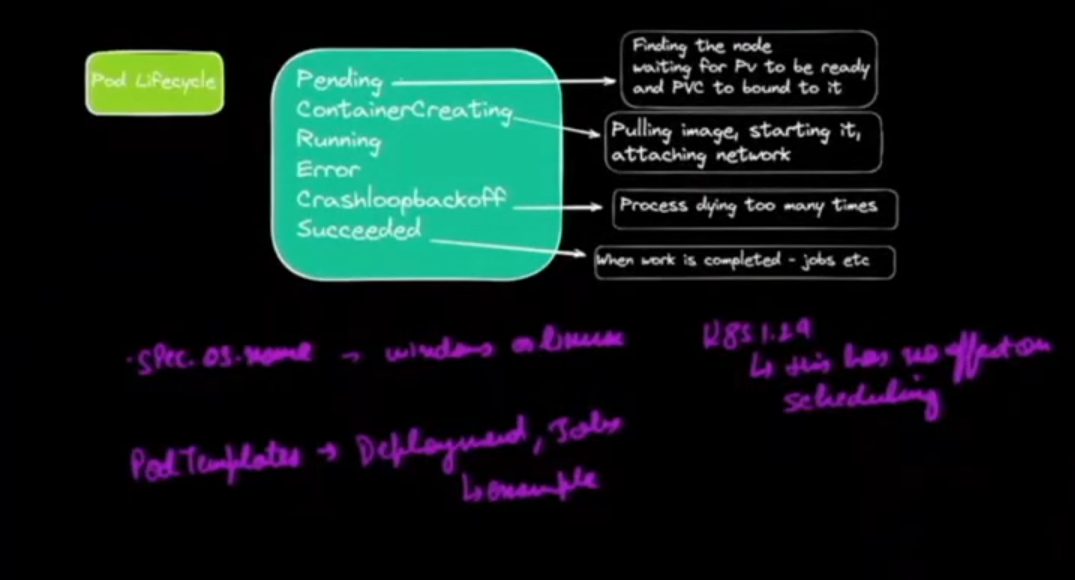 Pod Lifecycle
Pending
ContainerCreating
Running
Error
Crashloopbackoff
Succeeded
Finding the node
waiting for PV to be ready
and PVC to bound to it
Pulling image, starting it,
attaching network
Process dying too many times
When work is completed - jobs etc
.spec.os.name → windows or linux
K8S 1.29
↳ this has no effect on
scheduling
PodTemplates → Deployment, Jobs
↳ example